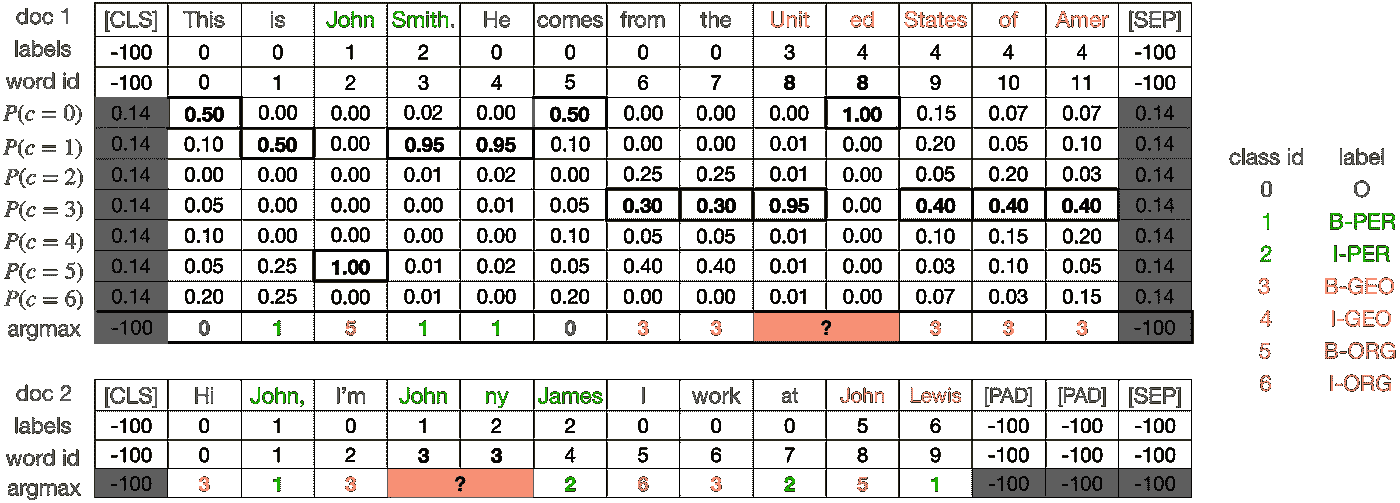 doc 1 [CLS] This is John Smith. He comes from the Unit ed States of Amer [SEP]
labels -100 0 0 1 2 0 0 0 0 3 4 4 4 4 -100
word id -100 0 1 2 3 4 5 6 7 8 8 9 10 11 -100
P(c = 0) 0.14 0.50 0.00 0.00 0.02 0.00 0.50 0.00 0.00 0.00 1.00 0.15 0.07 0.07 0.14
P(c = 1) 0.14 0.10 0.50 0.00 0.95 0.95 0.10 0.00 0.00 0.01 0.00 0.20 0.05 0.10 0.14
P(c = 2) 0.14 0.00 0.00 0.00 0.01 0.02 0.00 0.25 0.25 0.01 0.00 0.05 0.20 0.03 0.14
P(c = 3) 0.14 0.05 0.00 0.00 0.00 0.01 0.05 0.30 0.30 0.95 0.00 0.40 0.40 0.40 0.14
P(c = 4) 0.14 0.10 0.00 0.00 0.00 0.00 0.10 0.05 0.05 0.01 0.00 0.10 0.15 0.20 0.14
P(c = 5) 0.14 0.05 0.25 1.00 0.01 0.02 0.05 0.40 0.40 0.01 0.00 0.03 0.10 0.05 0.14
P(c = 6) 0.14 0.20 0.25 0.00 0.01 0.00 0.20 0.00 0.00 0.01 0.00 0.07 0.03 0.15 0.14
argmax -100 0 1 5 1 1 0 3 3 ? 3 3 3 -100
class id label
0 O
1 B-PER
2 I-PER
3 B-GEO
4 I-GEO
5 B-ORG
6 I-ORG
doc 2 [CLS] Hi John, I'm John ny James I work at John Lewis [PAD] [PAD] [SEP]
labels -100 0 1 0 1 2 2 0 0 0 5 6 -100 -100 -100
word id -100 0 1 2 3 3 4 5 6 7 8 9 -100 -100 -100
argmax -100 3 1 3 ? 2 6 3 2 5 1 -100 -100 -100